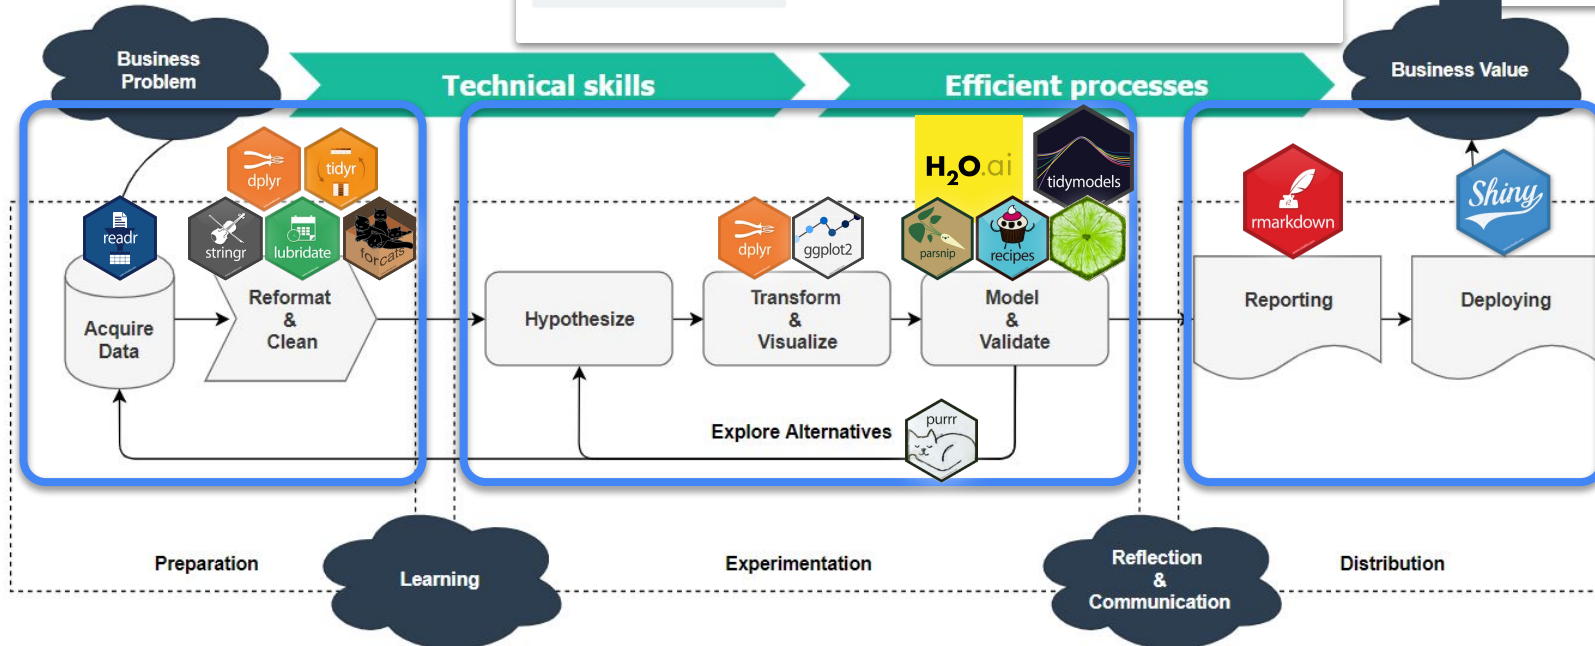 Business
Problem
Technical skills
Efficient processes
Business Value
dplyr
tidyr
readr
stringr
lubridate
forcats
dplyr
ggplot2
H2O.ai
tidymodels
parsnip
recipes
rmarkdown
Shiny
Acquire
Data
Reformat
&
Clean
Hypothesize
Transform
&
Visualize
Model
&
Validate
Reporting
Deploying
Explore Alternatives
purrr
Preparation
Learning
Experimentation
Reflection
&
Communication
Distribution